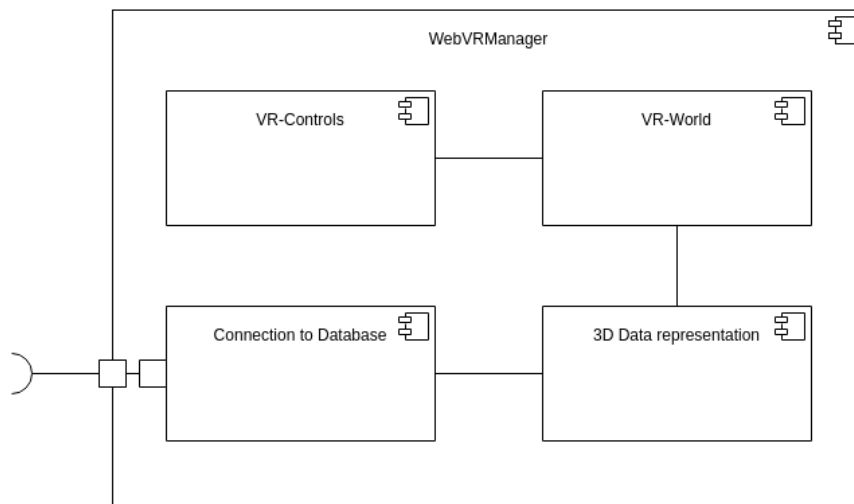 WebVRManager
VR-Controls
VR-World
Connection to Database
3D Data representation